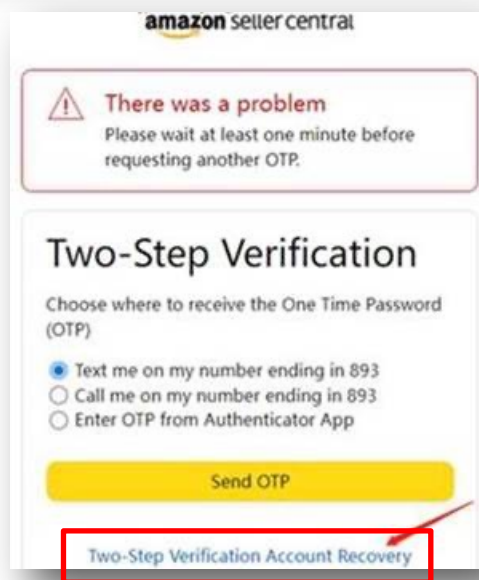 amazon seller central
There was a problem
Please wait at least one minute before
requesting another OTP.
Two-Step Verification
Choose where to receive the One Time Password
(OTP)
Text me on my number ending in 893
Call me on my number ending in 893
Enter OTP from Authenticator App
Send OTP
Two-Step Verification Account Recovery